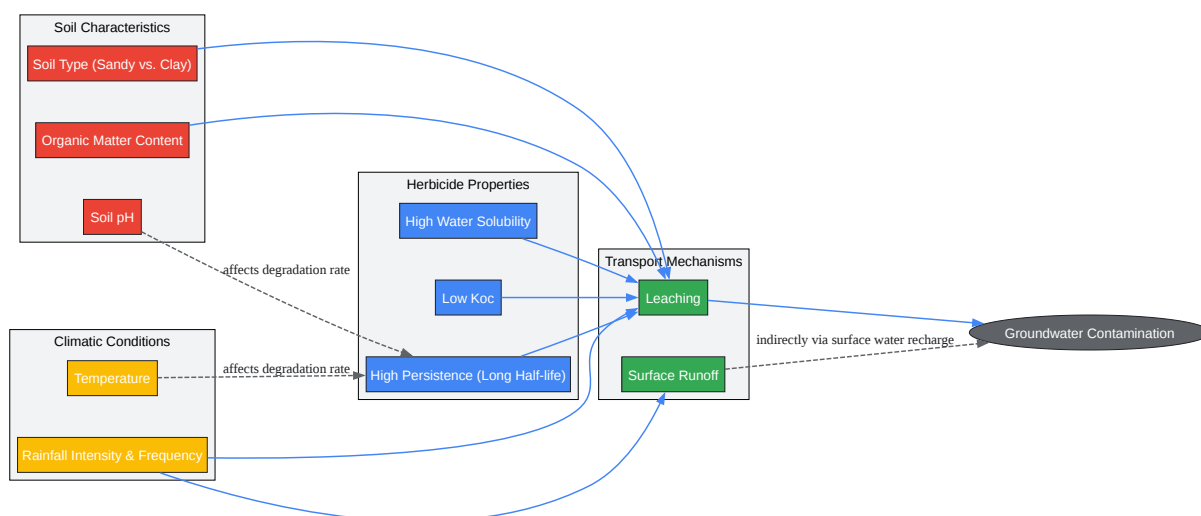 Soil Characteristics
Soil Type (Sandy vs. Clay)
Organic Matter Content
Soil pH
affects degradation rate
Herbicide Properties
High Water Solubility
Low Koc
High Persistence (Long Half-life)
Climatic Conditions
Temperature
affects degradation rate
Rainfall Intensity & Frequency
Transport Mechanisms
Leaching
Surface Runoff
indirectly via surface water recharge
Groundwater Contamination